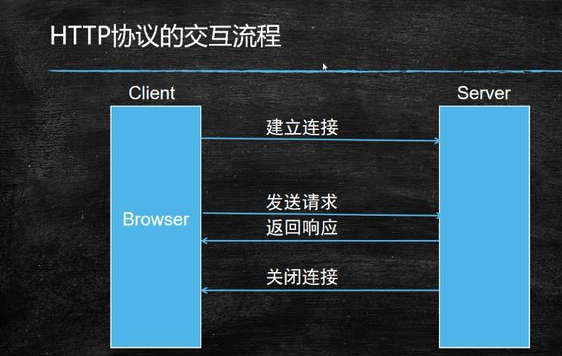 HTTP协议的交互流程
Client
Server
建立连接
发送请求
Browser
返回响应
关闭连接